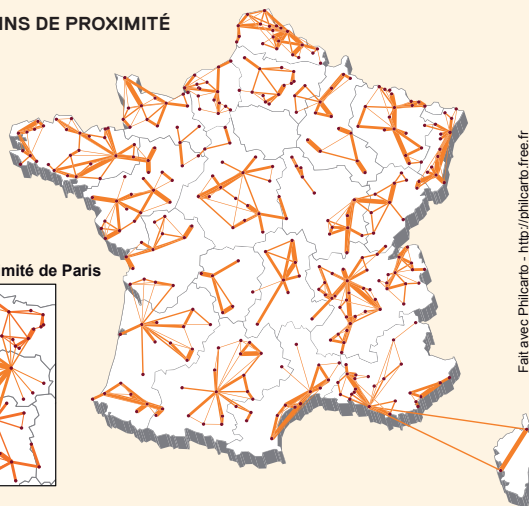 INS DE PROXIMITÉ
mité de Paris
Fait avec Philcarto - http://philcarto.free.fr